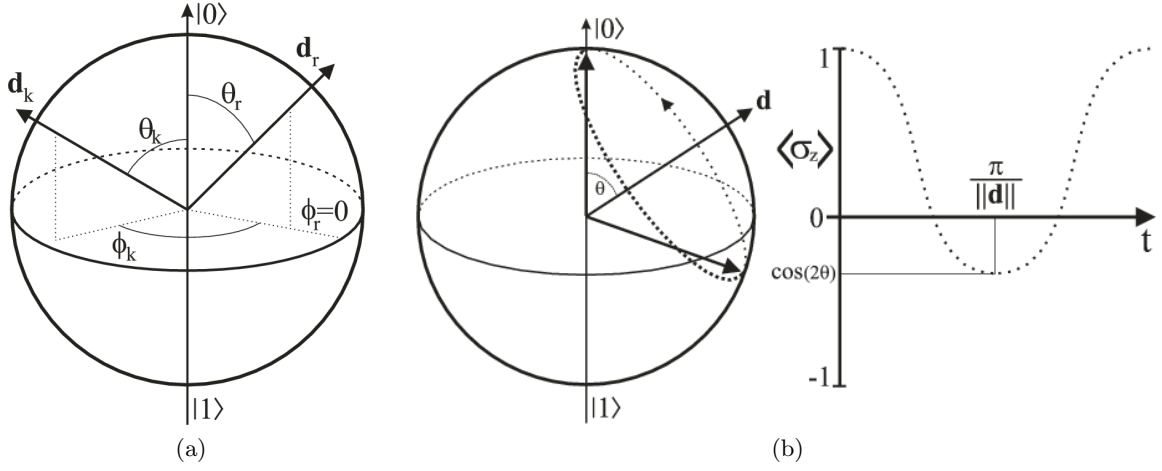 |0⟩
d_r
d_k
θ_r
θ_k
ϕ_r=0
ϕ_k
|1⟩
(a)
|0⟩
d
θ
|1⟩
1
⟨σ_z⟩
π
||d||
0
t
cos(2θ)
-1
(b)